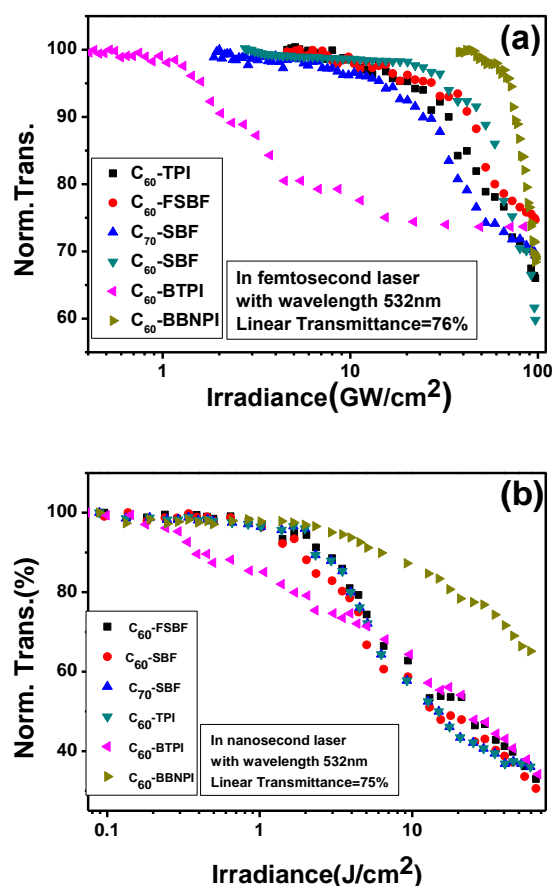 (a)
Norm.Trans.
100
90
80
70
60
C60-TPI
C60-FSBF
C70-SBF
C60-SBF
C60-BTPI
C60-BBNPI
In femtosecond laser
with wavelength 532nm
Linear Transmittance=76%
1
10
100
Irradiance(GW/cm2)
(b)
Norm. Trans.(%)
100
80
60
40
C60-FSBF
C60-SBF
C70-SBF
C60-TPI
C60-BTPI
C60-BBNPI
In nanosecond laser
with wavelength 532nm
Linear Transmittance=75%
0.1
1
10
Irradiance(J/cm2)